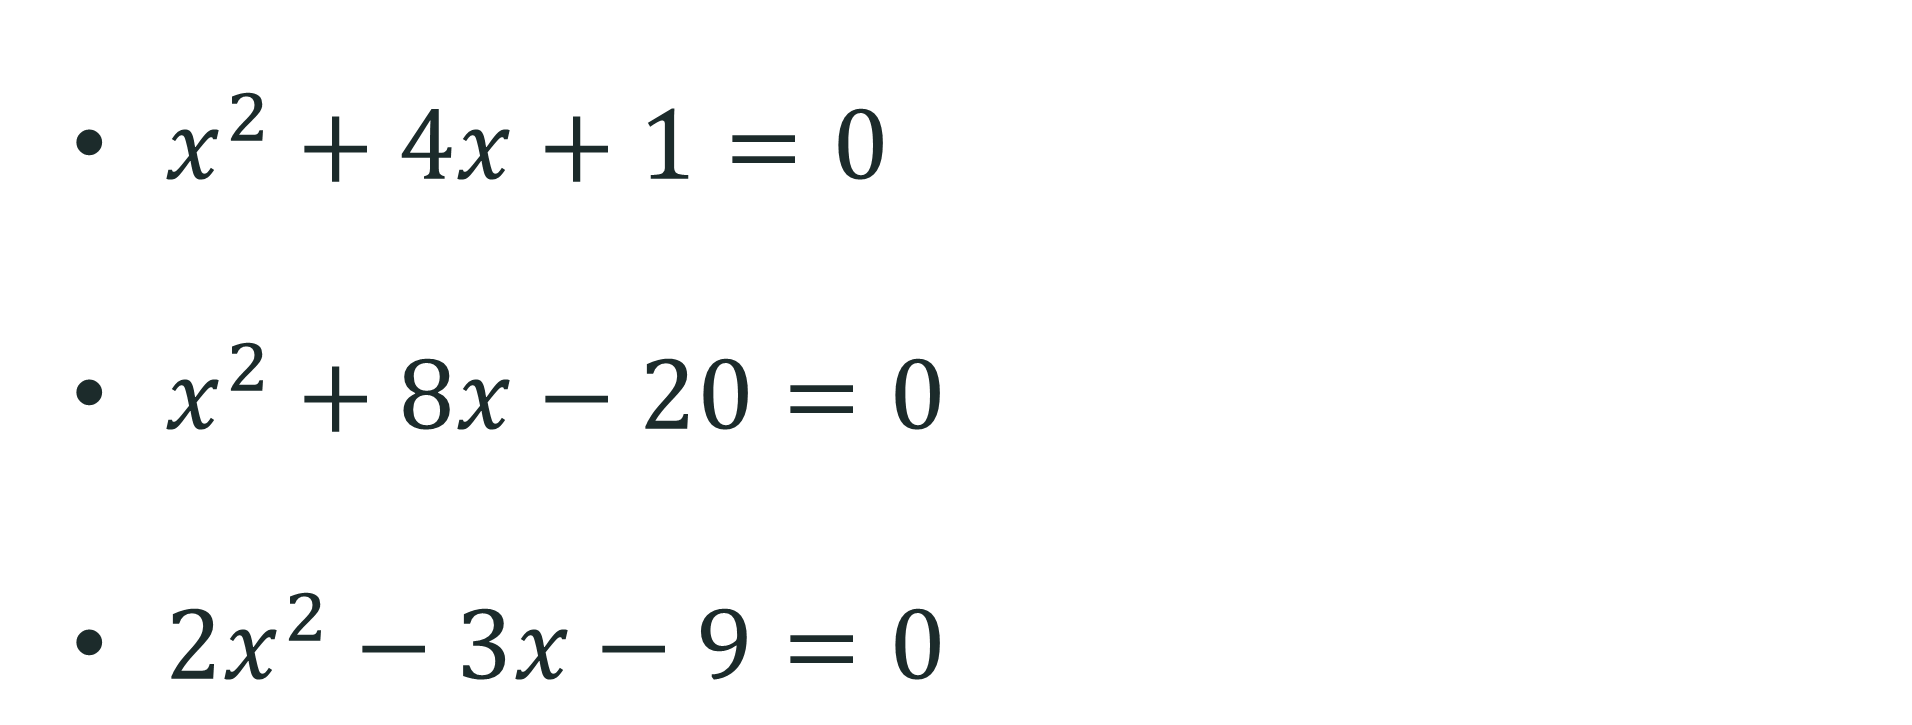 • x² + 4x + 1 = 0
• x² + 8x − 20 = 0
• 2x² − 3x − 9 = 0